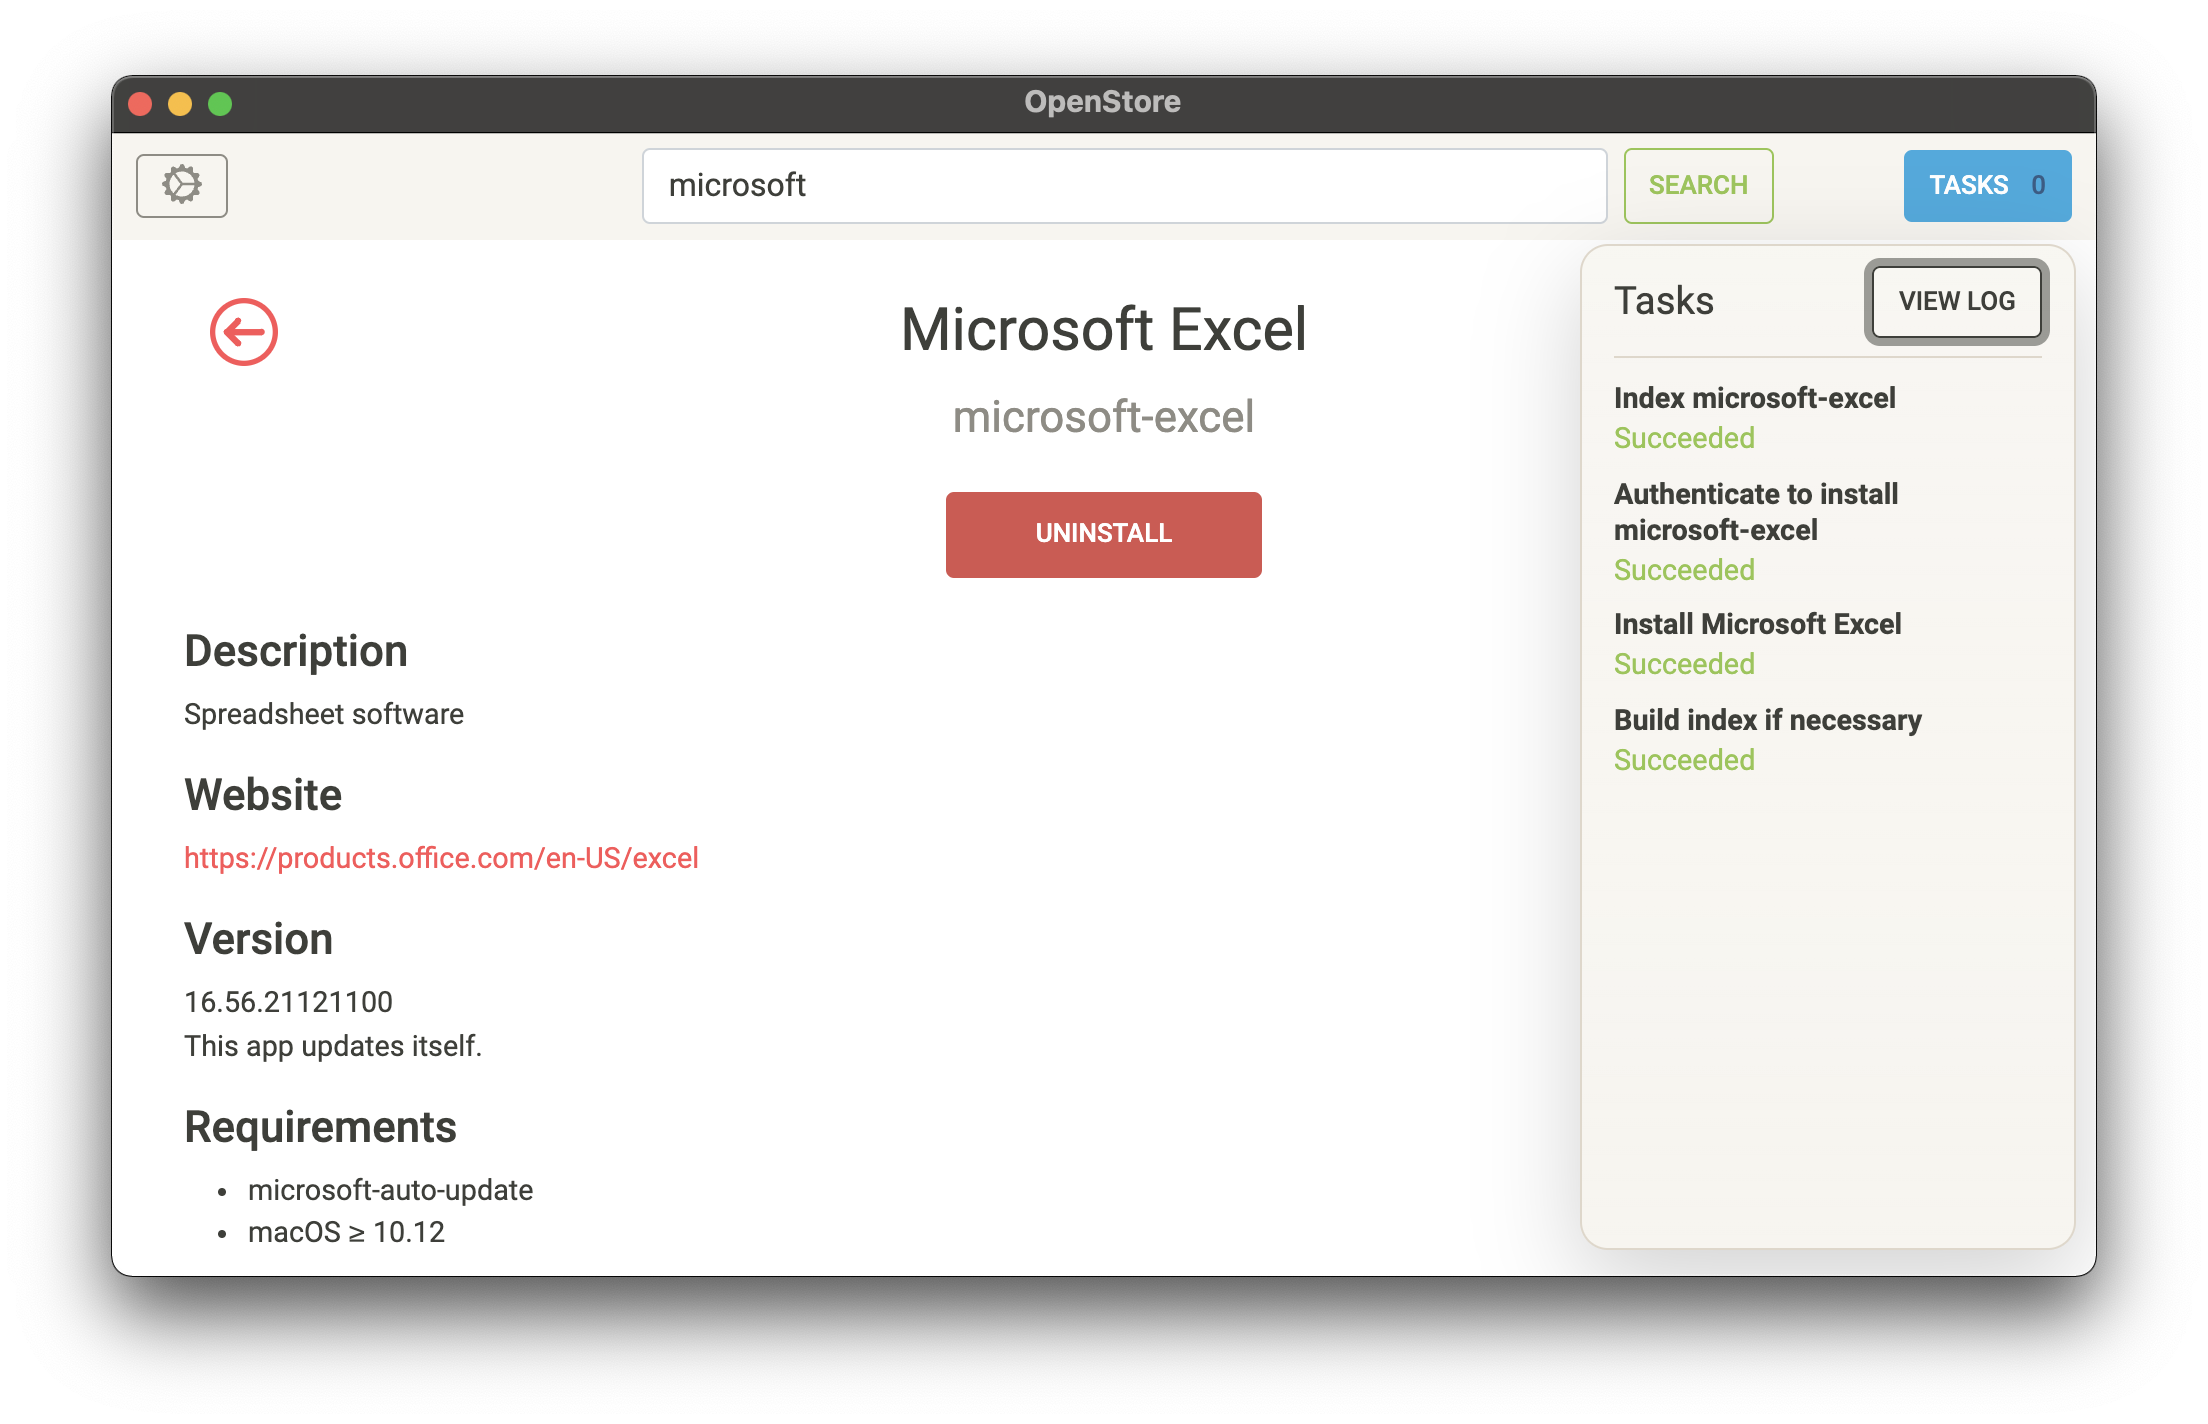 OpenStore
microsoft
SEARCH
TASKS 0
Microsoft Excel
microsoft-excel
UNINSTALL
Description
Spreadsheet software
Website
https://products.office.com/en-US/excel
Version
16.56.21121100
This app updates itself.
Requirements
• microsoft-auto-update
• macOS ≥ 10.12
Tasks
VIEW LOG
Index microsoft-excel
Succeeded
Authenticate to install
microsoft-excel
Succeeded
Install Microsoft Excel
Succeeded
Build index if necessary
Succeeded